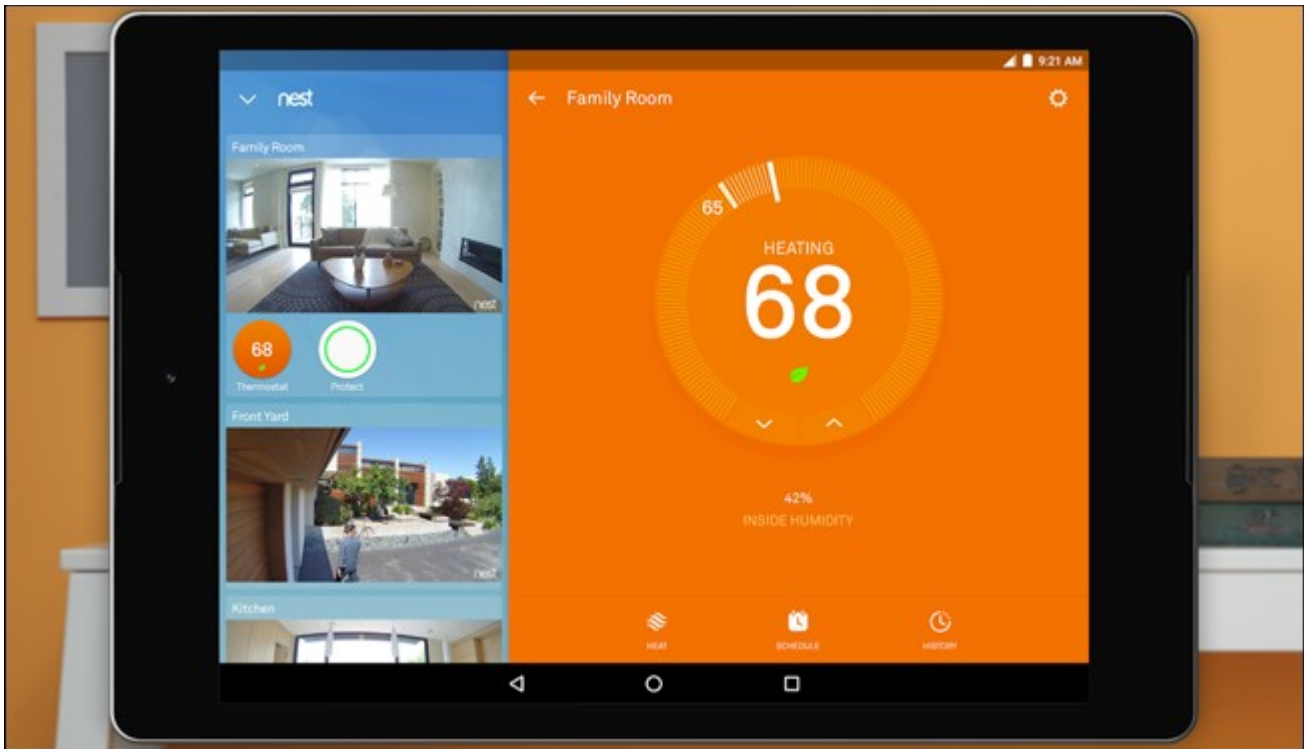 9:21 AM
nest
Family Room
nest
68
Thermostat
Protect
Front Yard
nest
Kitchen
Family Room
65
HEATING
68
42%
INSIDE HUMIDITY
HEAT
SCHEDULE
HISTORY